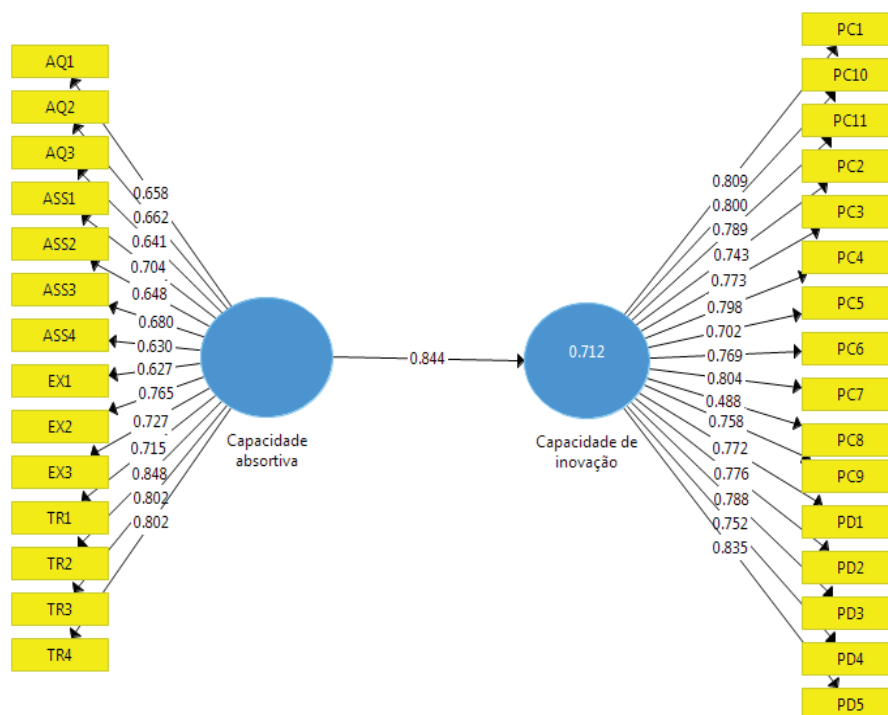 AQ1
AQ2
AQ3
ASS1
ASS2
ASS3
ASS4
EX1
EX2
EX3
TR1
TR2
TR3
TR4
0.658
0.662
0.641
0.704
0.648
0.680
0.630
0.627
0.765
0.727
0.715
0.848
0.802
0.802
Capacidade
absortiva
0.844
0.712
Capacidade de
inovação
0.809
0.800
0.789
0.743
0.773
0.798
0.702
0.769
0.804
0.488
0.758
0.772
0.776
0.788
0.752
0.835
PC1
PC10
PC11
PC2
PC3
PC4
PC5
PC6
PC7
PC8
PC9
PD1
PD2
PD3
PD4
PD5